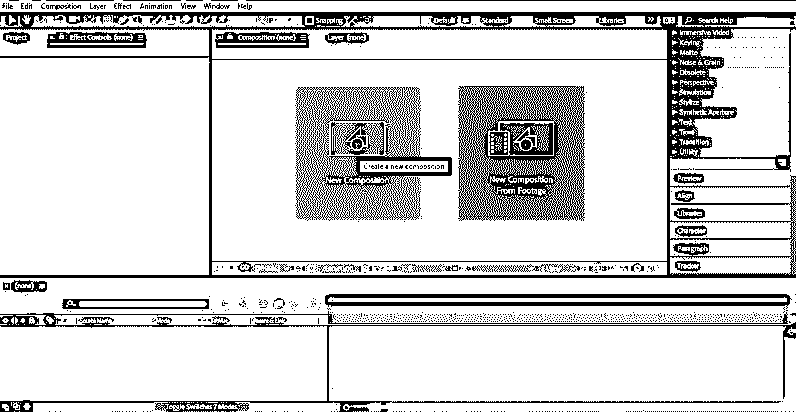 File Edit Composition Layer Effect Animation View Window Help
Snapping
Default Standard Small Screen Libraries Search Help
Project Effect Controls (none)
Composition (none) Layer (none)
Immersive Video
Keying
Matte
Noise & Grain
Obsolete
Perspective
Simulation
Stylize
Synthetic Aperture
Text
Time
Transition
Utility
Create a new composition
New Composition
New Composition
From Footage
Preview
Align
Libraries
Character
Paragraph
Tracker
(none)
Toggle Switches / Modes